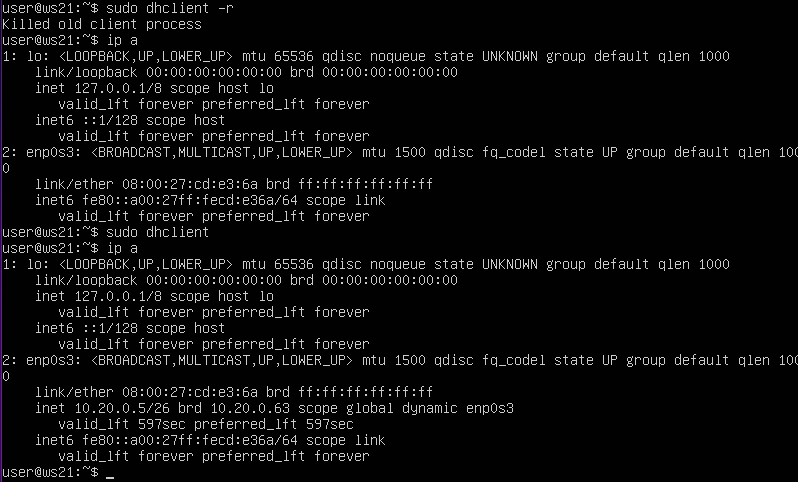 user@ws21:~$ sudo dhclient -r
Killed old client process
user@ws21:~$ ip a
1: lo: <LOOPBACK,UP,LOWER_UP> mtu 65536 qdisc noqueue state UNKNOWN group default qlen 1000
    link/loopback 00:00:00:00:00:00 brd 00:00:00:00:00:00
    inet 127.0.0.1/8 scope host lo
       valid_lft forever preferred_lft forever
    inet6 ::1/128 scope host
       valid_lft forever preferred_lft forever
2: enp0s3: <BROADCAST,MULTICAST,UP,LOWER_UP> mtu 1500 qdisc fq_codel state UP group default qlen 100
0
    link/ether 08:00:27:cd:e3:6a brd ff:ff:ff:ff:ff:ff
    inet6 fe80::a00:27ff:fecd:e36a/64 scope link
       valid_lft forever preferred_lft forever
user@ws21:~$ sudo dhclient
user@ws21:~$ ip a
1: lo: <LOOPBACK,UP,LOWER_UP> mtu 65536 qdisc noqueue state UNKNOWN group default qlen 1000
    link/loopback 00:00:00:00:00:00 brd 00:00:00:00:00:00
    inet 127.0.0.1/8 scope host lo
       valid_lft forever preferred_lft forever
    inet6 ::1/128 scope host
       valid_lft forever preferred_lft forever
2: enp0s3: <BROADCAST,MULTICAST,UP,LOWER_UP> mtu 1500 qdisc fq_codel state UP group default qlen 100
0
    link/ether 08:00:27:cd:e3:6a brd ff:ff:ff:ff:ff:ff
    inet 10.20.0.5/26 brd 10.20.0.63 scope global dynamic enp0s3
       valid_lft 597sec preferred_lft 597sec
    inet6 fe80::a00:27ff:fecd:e36a/64 scope link
       valid_lft forever preferred_lft forever
user@ws21:~$ _